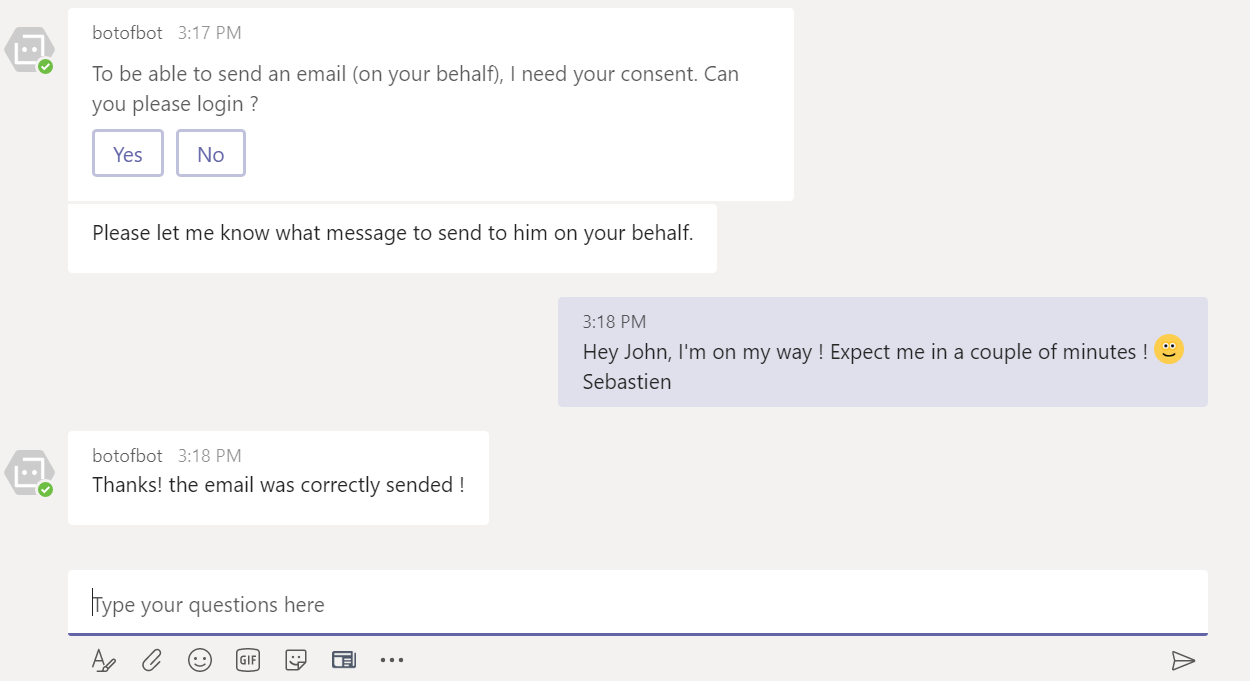 botofbot 3:17 PM
To be able to send an email (on your behalf), I need your consent. Can
you please login ?
Yes No
Please let me know what message to send to him on your behalf.
3:18 PM
Hey John, I'm on my way ! Expect me in a couple of minutes !
Sebastien
botofbot 3:18 PM
Thanks! the email was correctly sended !
Type your questions here
GIF